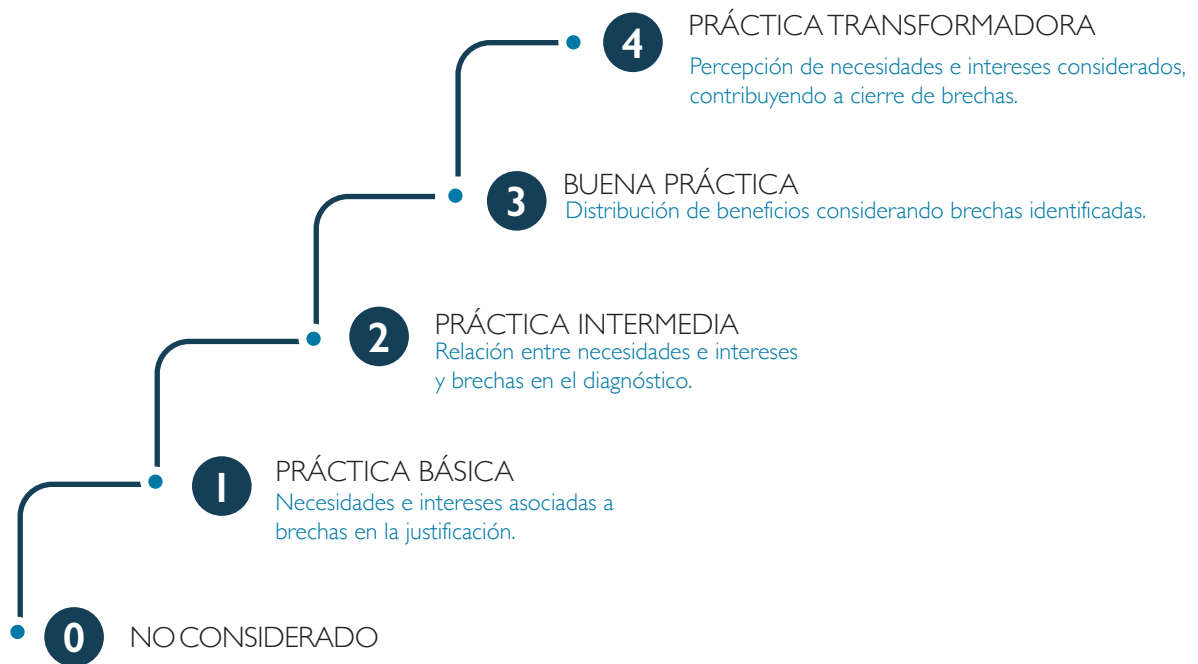 4
PRÁCTICA TRANSFORMADORA
Percepción de necesidades e intereses considerados,
contribuyendo a cierre de brechas.
3
BUENA PRÁCTICA
Distribución de beneficios considerando brechas identificadas.
2
PRÁCTICA INTERMEDIA
Relación entre necesidades e intereses
y brechas en el diagnóstico.
1
PRÁCTICA BÁSICA
Necesidades e intereses asociadas a
brechas en la justificación.
0
NO CONSIDERADO